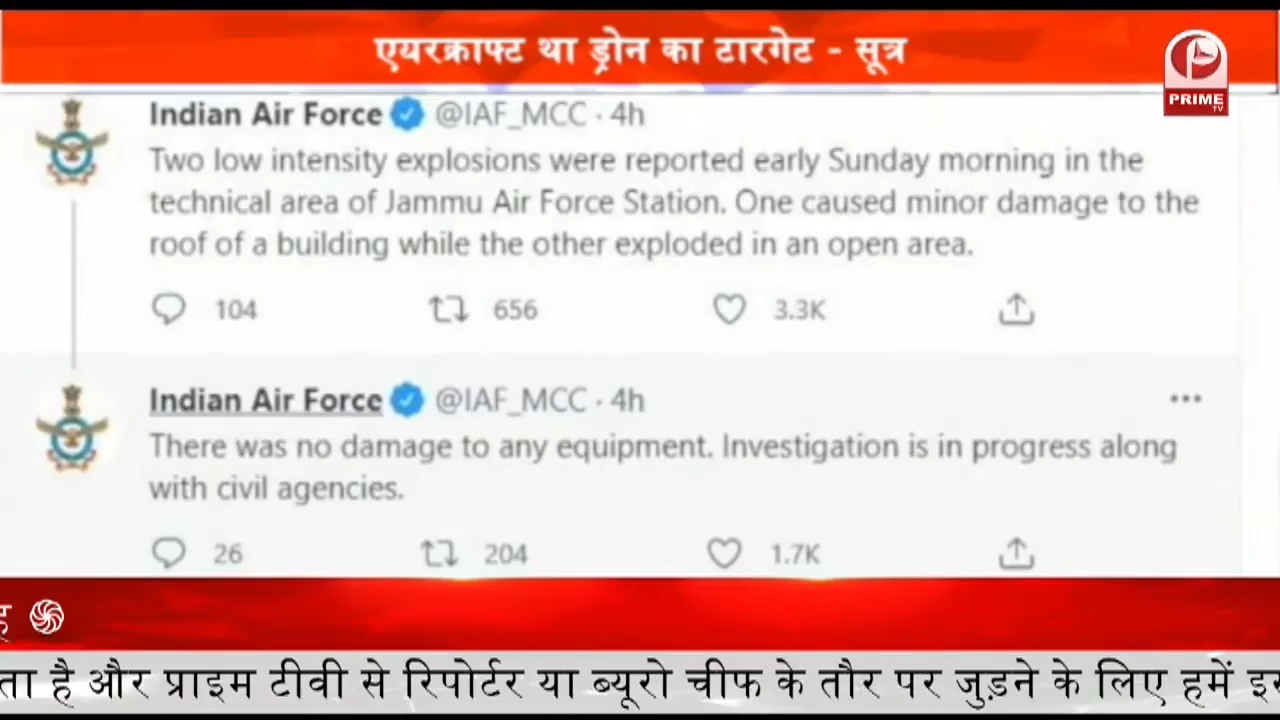 एयरक्राफ्ट था ड्रोन का टारगेट - सूत्र
PRIME
TV
Indian Air Force @IAF_MCC · 4h
Two low intensity explosions were reported early Sunday morning in the
technical area of Jammu Air Force Station. One caused minor damage to the
roof of a building while the other exploded in an open area.
104 656 3.3K
Indian Air Force @IAF_MCC · 4h
There was no damage to any equipment. Investigation is in progress along
with civil agencies.
26 204 1.7K
है और प्राइम टीवी से रिपोर्टर या ब्यूरो चीफ के तौर पर जुड़ने के लिए हमें